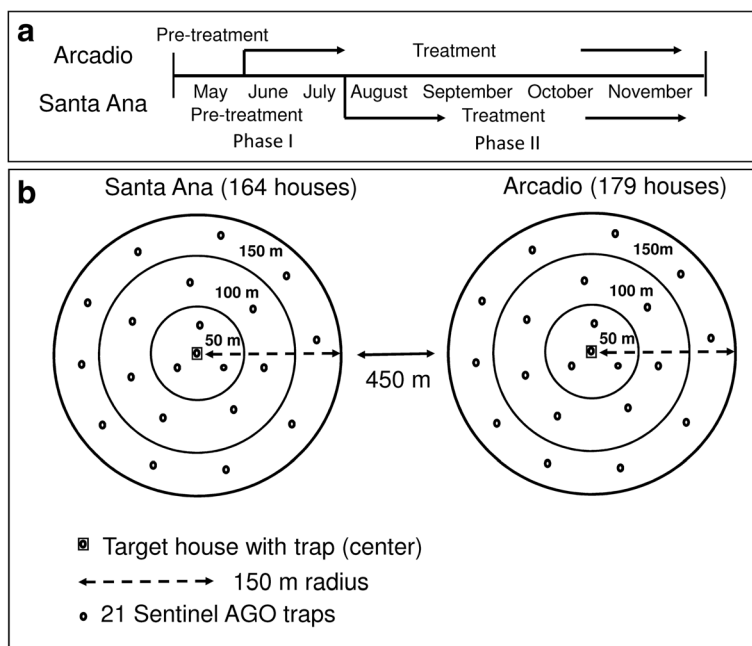 a
Pre-treatment
Arcadio
Treatment
May June July August September October November
Santa Ana
Pre-treatment
Treatment
Phase I
Phase II
b
Santa Ana (164 houses)
Arcadio (179 houses)
150 m
100 m
50 m
150m
100 m
50 m
450 m
Target house with trap (center)
150 m radius
21 Sentinel AGO traps